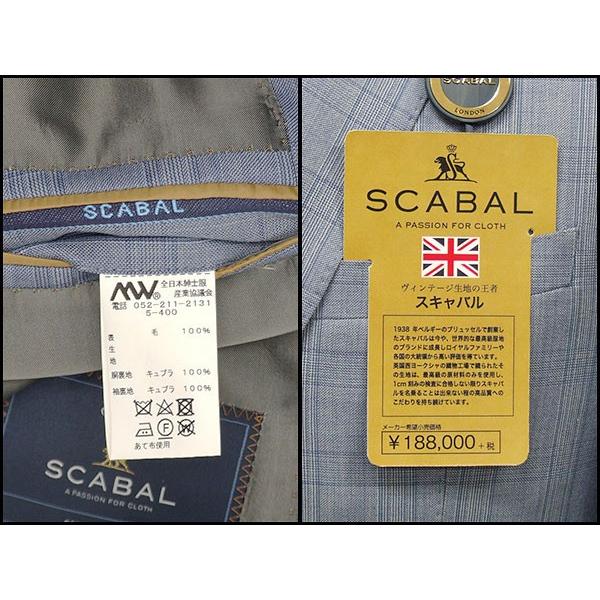 SCABAL
MW® 全日本紳士服
産業協議会
電話 052-211-2131
5-400
表生地 毛 100%
胴裏地 キュプラ 100%
袖裏地 キュプラ 100%
F
あて布使用
SCABAL
A PASSION FOR CLOTH
SCABAL
LONDON
SCABAL
A PASSION FOR CLOTH
ヴィンテージ生地の王者
スキャバル
1938 年ベルギーのブリュッセルで創業し
たスキャバルは今や、世界的な最高級服地
のブランドに成長しロイヤルファミリーや
各国の大統領から高い評価を得ています。
英国西ヨークシャの織物工場で織られたそ
の生地は、最高級の原材料のみを使用し、
1cm 刻みの検査に合格しない限りスキャバ
ルを名乗ることは出来ない程の高品質への
こだわりを持ち続けています。
メーカー希望小売価格
¥188,000+税